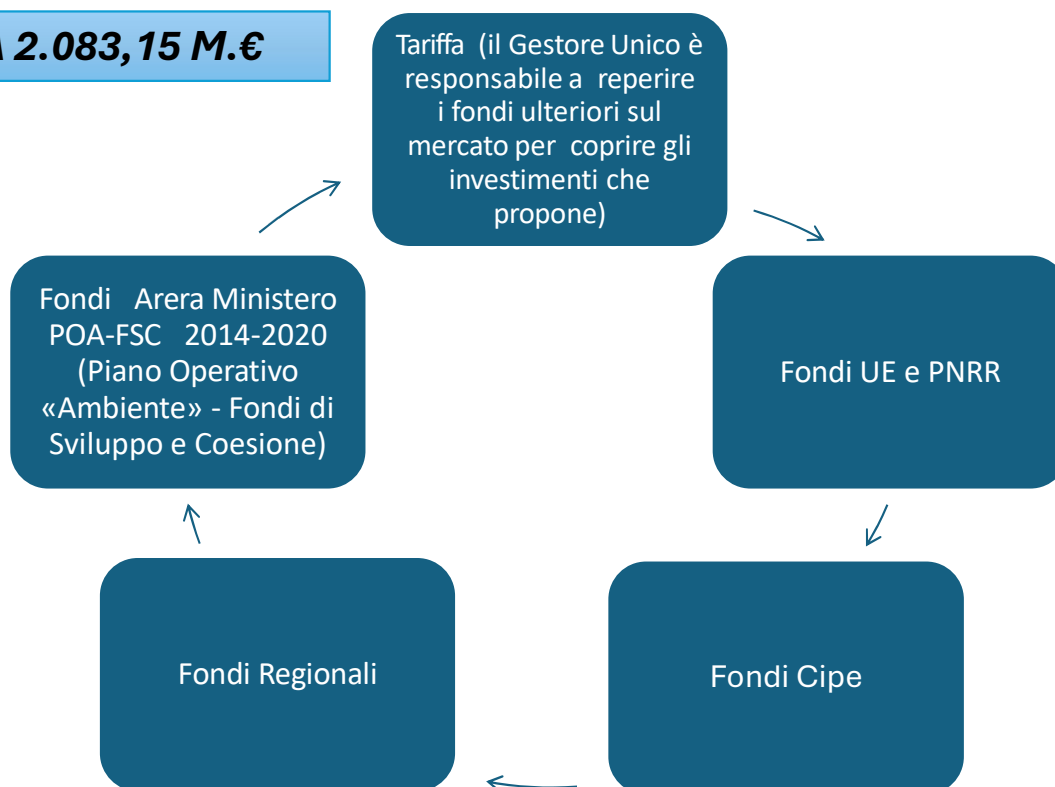 A 2.083,15 M.€
Tariffa (il Gestore Unico è
responsabile a reperire
i fondi ulteriori sul
mercato per coprire gli
investimenti che
propone)
Fondi Arera Ministero
POA-FSC 2014-2020
(Piano Operativo
«Ambiente» - Fondi di
Sviluppo e Coesione)
Fondi UE e PNRR
Fondi Regionali
Fondi Cipe